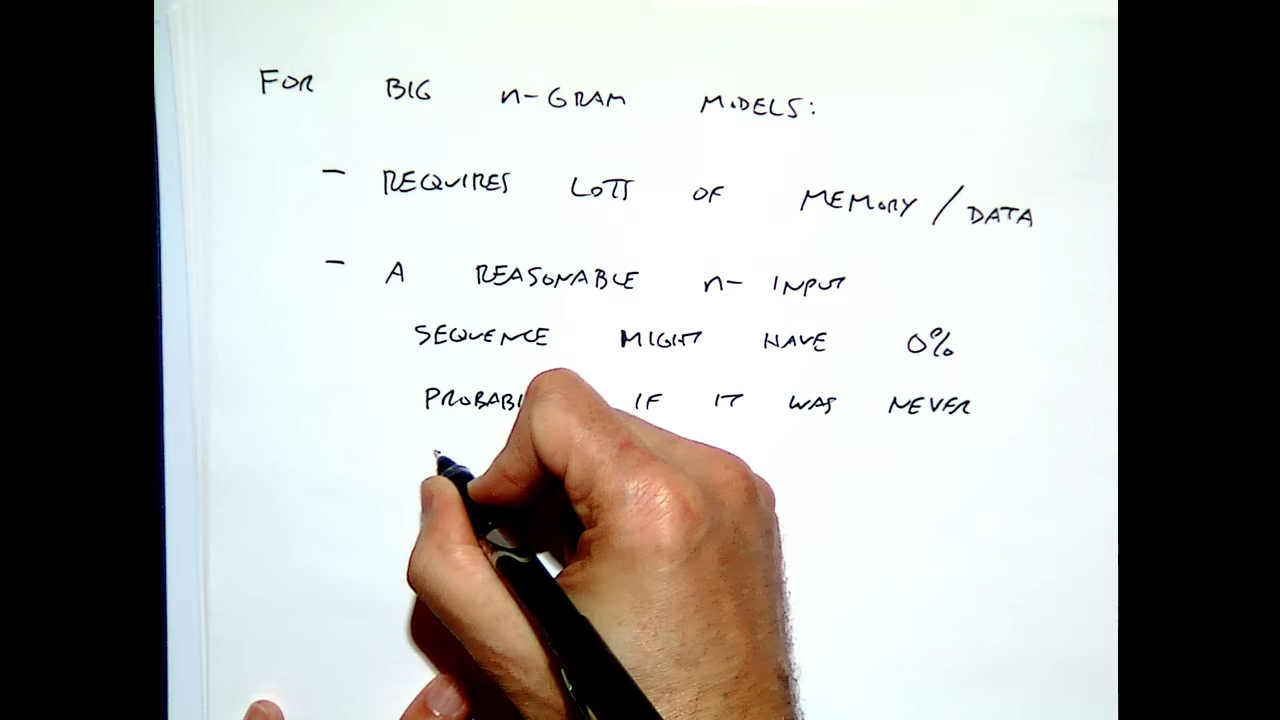 FOR BIG n-GRAM MODELS:
- REQUIRES LOTS OF MEMORY / DATA
- A REASONABLE n- INPUT
SEQUENCE MIGHT HAVE 0%
PROBABI IF IT WAS NEVER